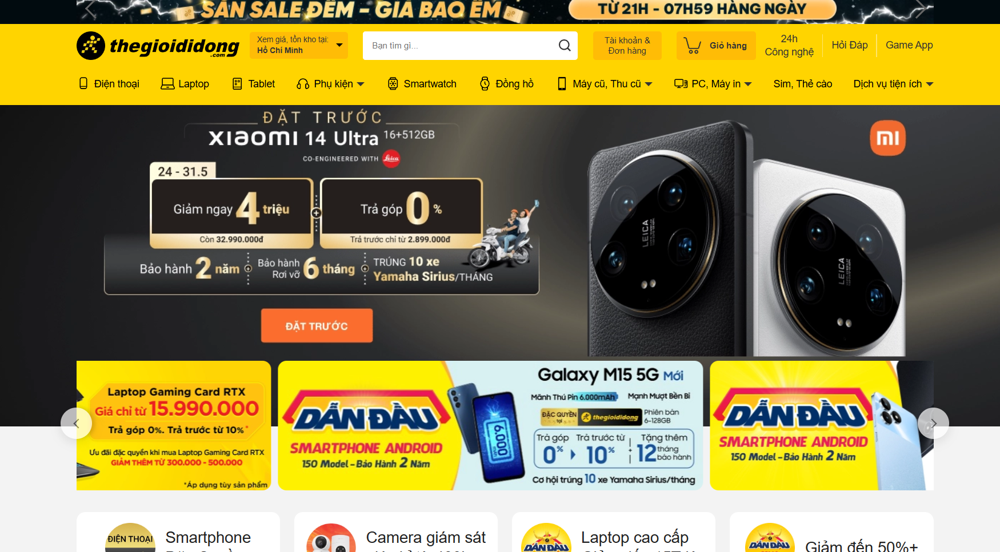 SĂN SALE ĐÊM - GIÁ BAO ÊM
TỪ 21H - 07H59 HÀNG NGÀY
thegioididong
.com
Xem giá, tồn kho tại:
Hồ Chí Minh
Bạn tìm gì...
Tài khoản &
Đơn hàng
Giỏ hàng
24h
Công nghệ
Hỏi Đáp
Game App
Điện thoại
Laptop
Tablet
Phụ kiện
Smartwatch
Đồng hồ
Máy cũ, Thu cũ
PC, Máy in
Sim, Thẻ cào
Dịch vụ tiện ích
ĐẶT TRƯỚC
xiaomi 14 Ultra 16+512GB
CO-ENGINEERED WITH Leica
24 - 31.5
Giảm ngay 4 triệu
Còn 32.990.000đ
+
Trả góp 0 %
Trả trước chỉ từ 2.899.000đ
Bảo hành 2 năm
+
Bảo hành
Rơi vỡ 6 tháng
+
TRÚNG 10 xe
Yamaha Sirius/THÁNG
ĐẶT TRƯỚC
LEICA
LEICA
mi
Laptop Gaming Card RTX
Giá chỉ từ 15.990.000
Trả góp 0%. Trả trước từ 10%*
Ưu đãi đặc quyền khi mua Laptop Gaming Card RTX
GIẢM THÊM TỪ 300.000 - 500.000
*Áp dụng tùy sản phẩm
DẪN ĐẦU
SMARTPHONE ANDROID
150 Model - Bảo Hành 2 Năm
6.000
mAh
Galaxy M15 5G Mới
Mãnh Thú Pin 6.000mAh
Mạnh Mượt Bền Bỉ
ĐẶC QUYỀN
tại
thegioididong
Phiên bản
6-128GB
Trả góp
0%
Trả trước từ
10%
+
Tặng thêm
12 tháng
bảo hành
Cơ hội trúng 10 xe Yamaha Sirius/tháng
DẪN ĐẦU
SMARTPHONE ANDROID
150 Model - Bảo Hành 2 Năm
ĐIỆN THOẠI
Smartphone
Camera giám sát
DẪN ĐẦU
Laptop cao cấp
DẪN ĐẦU
Giảm đến 50%+